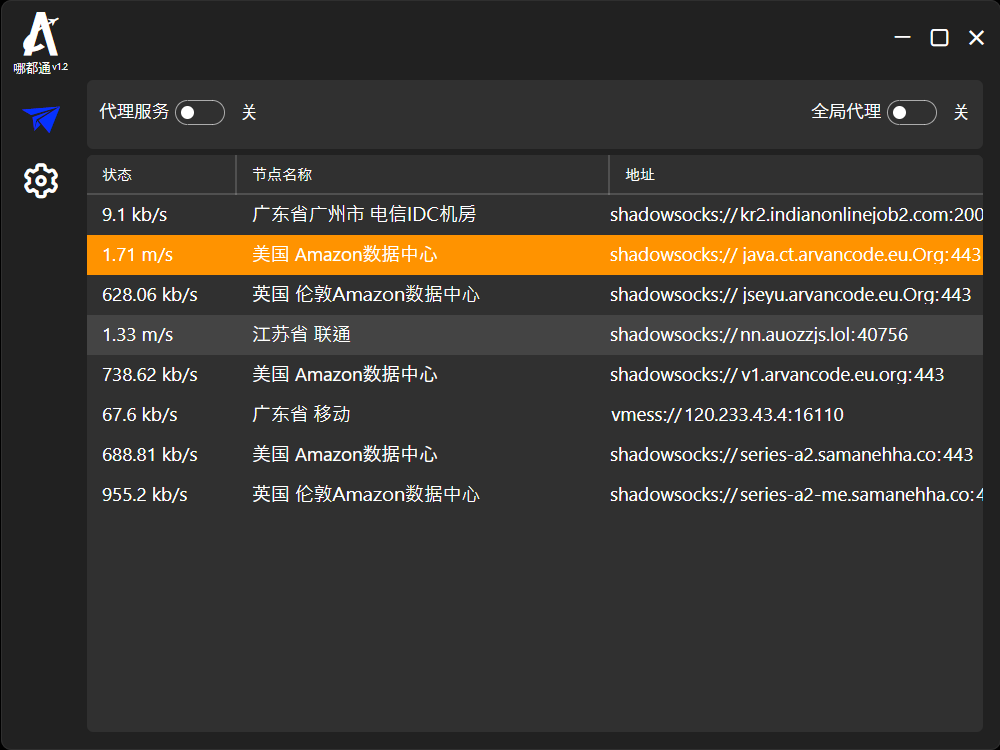 哪都通v1.2
代理服务 关 全局代理 关
状态 节点名称 地址
9.1 kb/s 广东省广州市 电信IDC机房 shadowsocks://kr2.indianonlinejob2.com:200
1.71 m/s 美国 Amazon数据中心 shadowsocks://java.ct.arvancode.eu.Org:443
628.06 kb/s 英国 伦敦Amazon数据中心 shadowsocks://jseyu.arvancode.eu.Org:443
1.33 m/s 江苏省 联通 shadowsocks://nn.auozzjs.lol:40756
738.62 kb/s 美国 Amazon数据中心 shadowsocks://v1.arvancode.eu.org:443
67.6 kb/s 广东省 移动 vmess://120.233.43.4:16110
688.81 kb/s 美国 Amazon数据中心 shadowsocks://series-a2.samanehha.co:443
955.2 kb/s 英国 伦敦Amazon数据中心 shadowsocks://series-a2-me.samanehha.co:4